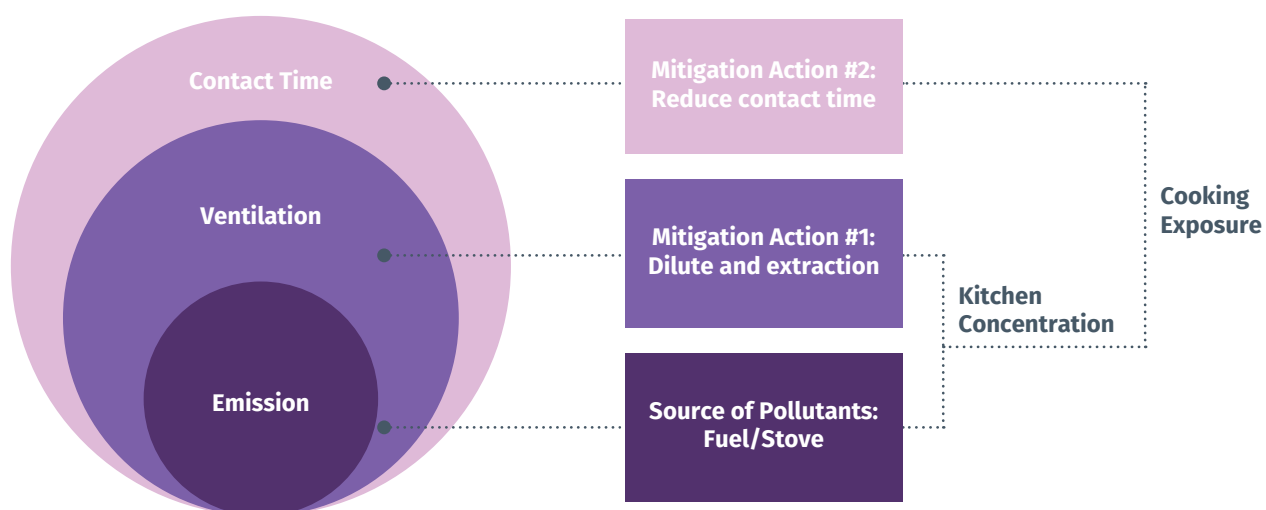 Contact Time
Ventilation
Emission
Mitigation Action #2:
Reduce contact time
Mitigation Action #1:
Dilute and extraction
Source of Pollutants:
Fuel/Stove
Kitchen
Concentration
Cooking
Exposure